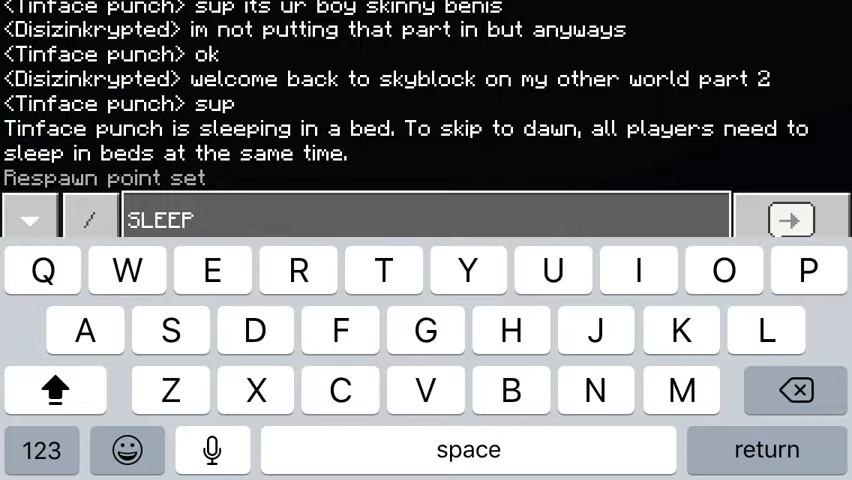 <Tinface punch> sup its ur boy skinny benis
<Disizinkrypted> im not putting that part in but anyways
<Tinface punch> ok
<Disizinkrypted> welcome back to skyblock on my other world part 2
<Tinface punch> sup
Tinface punch is sleeping in a bed. To skip to dawn, all players need to
sleep in beds at the same time.
Respawn point set
/ SLEEP
Q W E R T Y U I O P
A S D F G H J K L
Z X C V B N M
123 space return